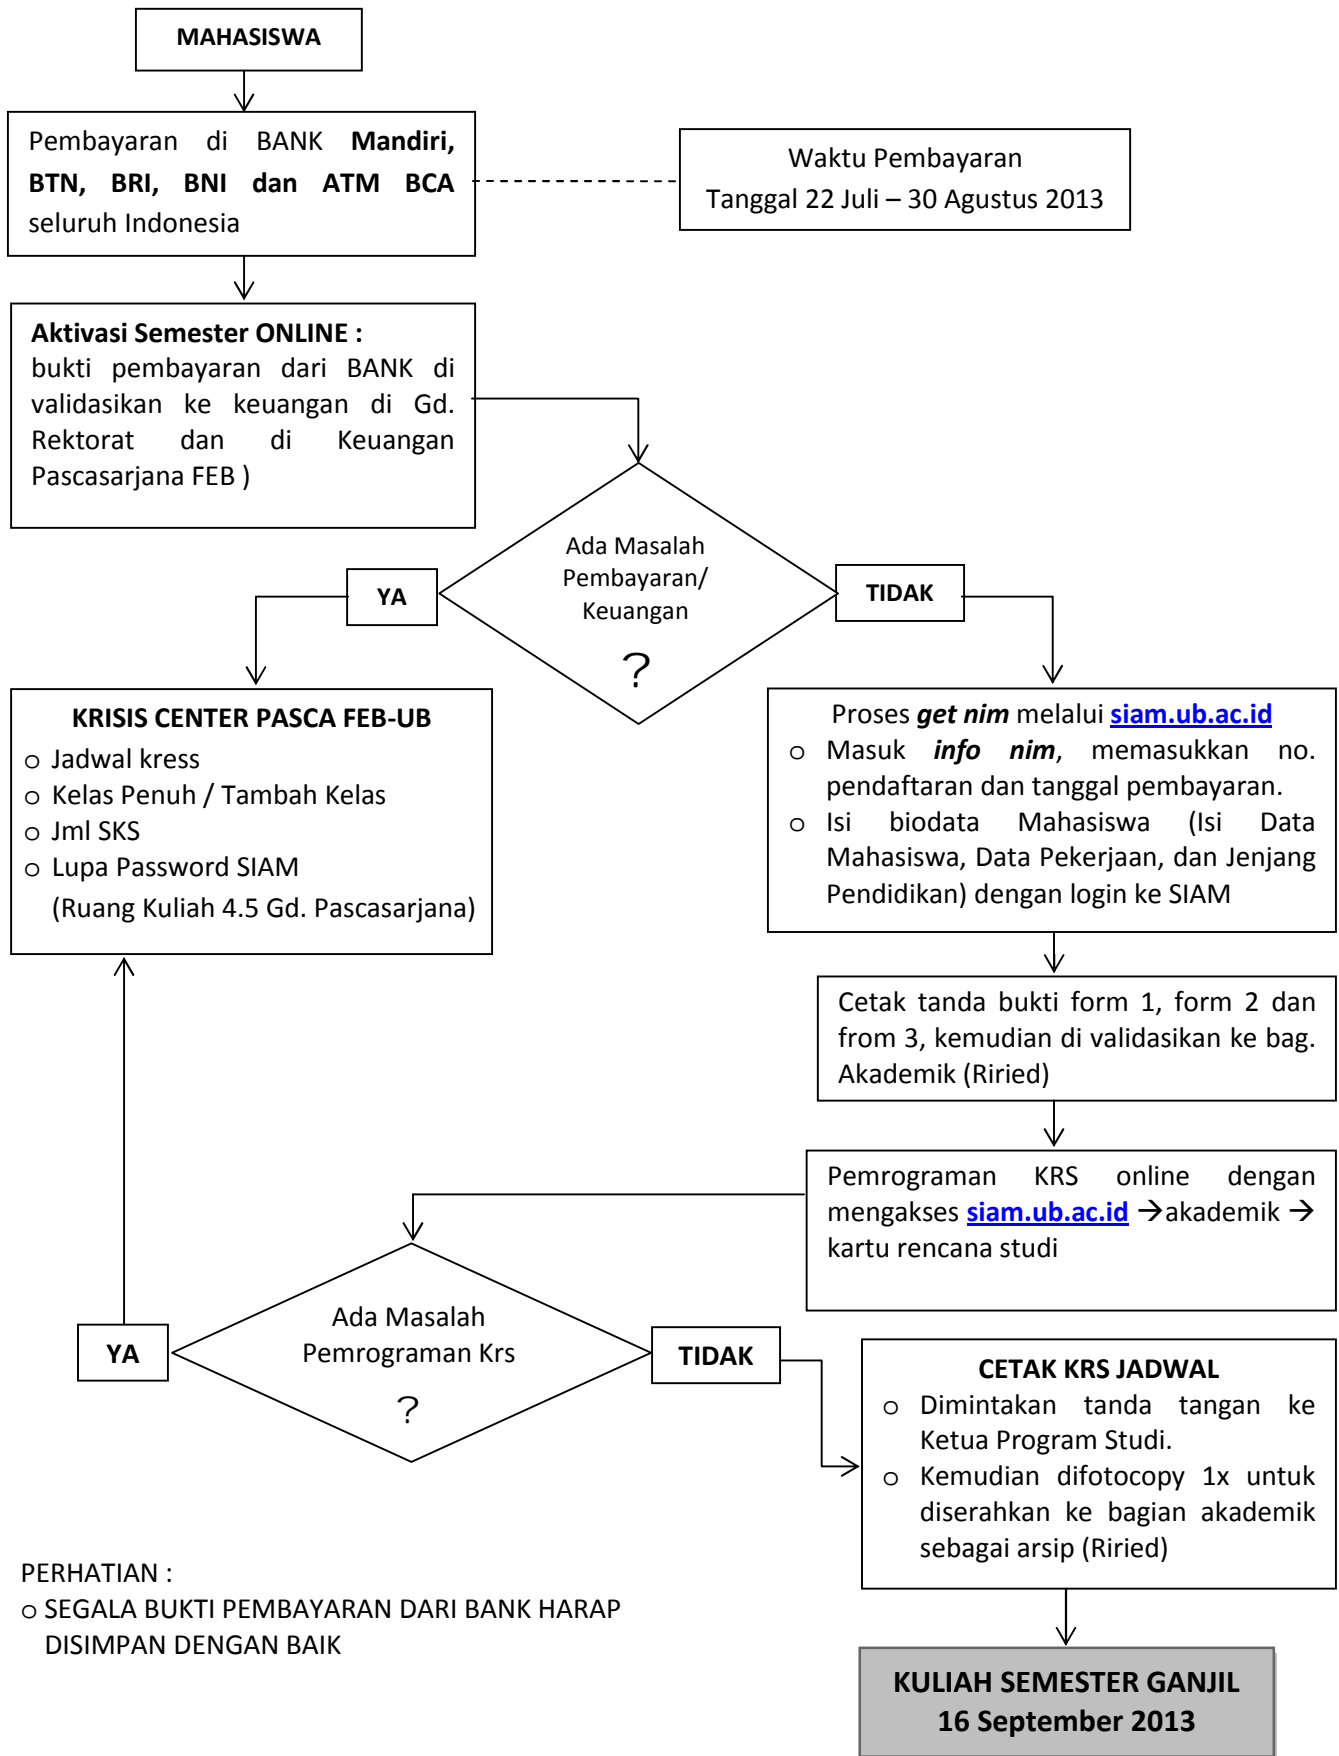 MAHASISWA
Pembayaran di BANK Mandiri,
BTN, BRI, BNI dan ATM BCA
seluruh Indonesia
Waktu Pembayaran
Tanggal 22 Juli – 30 Agustus 2013
Aktivasi Semester ONLINE :
bukti pembayaran dari BANK di
validasikan ke keuangan di Gd.
Rektorat dan di Keuangan
Pascasarjana FEB )
Ada Masalah
Pembayaran/
Keuangan
?
YA
TIDAK
KRISIS CENTER PASCA FEB-UB
o Jadwal kress
o Kelas Penuh / Tambah Kelas
o Jml SKS
o Lupa Password SIAM
(Ruang Kuliah 4.5 Gd. Pascasarjana)
Proses get nim melalui siam.ub.ac.id
o Masuk info nim, memasukkan no.
pendaftaran dan tanggal pembayaran.
o Isi biodata Mahasiswa (Isi Data
Mahasiswa, Data Pekerjaan, dan Jenjang
Pendidikan) dengan login ke SIAM
Cetak tanda bukti form 1, form 2 dan
from 3, kemudian di validasikan ke bag.
Akademik (Riried)
Pemrograman KRS online dengan
mengakses siam.ub.ac.id →akademik →
kartu rencana studi
Ada Masalah
Pemrograman Krs
?
YA
TIDAK
CETAK KRS JADWAL
o Dimintakan tanda tangan ke
Ketua Program Studi.
o Kemudian difotocopy 1x untuk
diserahkan ke bagian akademik
sebagai arsip (Riried)
PERHATIAN :
o SEGALA BUKTI PEMBAYARAN DARI BANK HARAP
DISIMPAN DENGAN BAIK
KULIAH SEMESTER GANJIL
16 September 2013